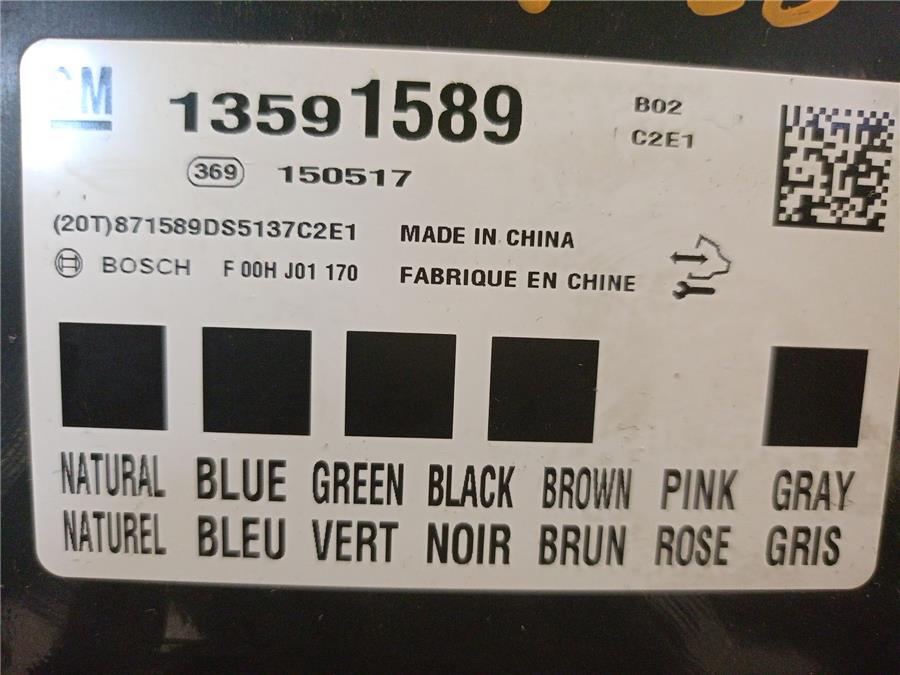 GM
13591589
B02
C2E1
369 150517
(20T)871589DS5137C2E1
MADE IN CHINA
BOSCH F 00H J01 170
FABRIQUE EN CHINE
NATURAL BLUE GREEN BLACK BROWN PINK GRAY
NATUREL BLEU VERT NOIR BRUN ROSE GRIS